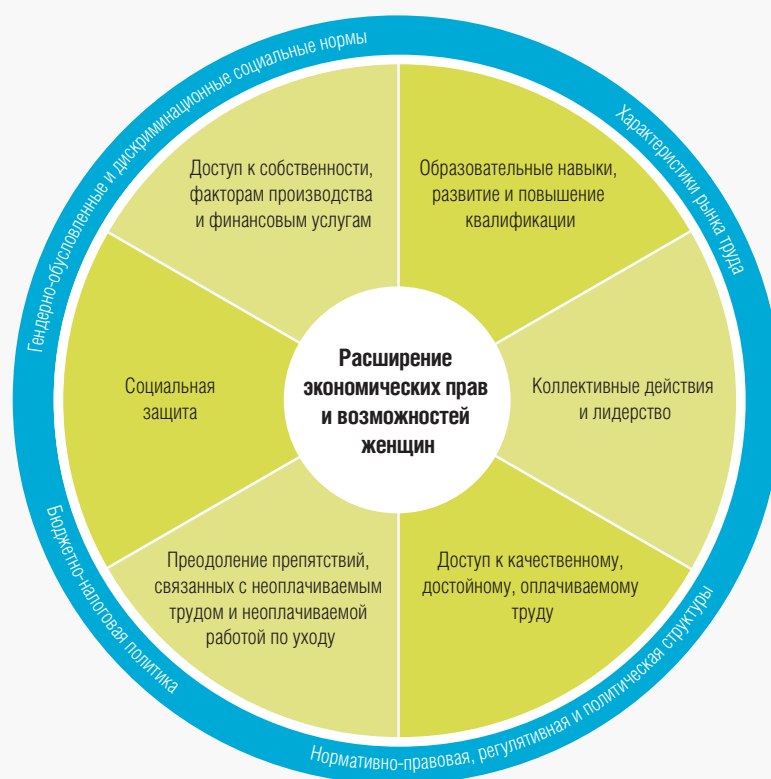 Гендерно-обусловленные и дискриминационные социальные нормы
Характеристики рынка труда
Доступ к собственности,
факторам производства
и финансовым услугам
Образовательные навыки,
развитие и повышение
квалификации
Социальная
защита
Расширение
экономических прав
и возможностей
женщин
Коллективные действия
и лидерство
Преодоление препятствий,
связанных с неоплачиваемым
трудом и неоплачиваемой
работой по уходу
Доступ к качественному,
достойному, оплачиваемому
труду
Бюджетно-налоговая политика
Нормативно-правовая, регулятивная и политическая структуры